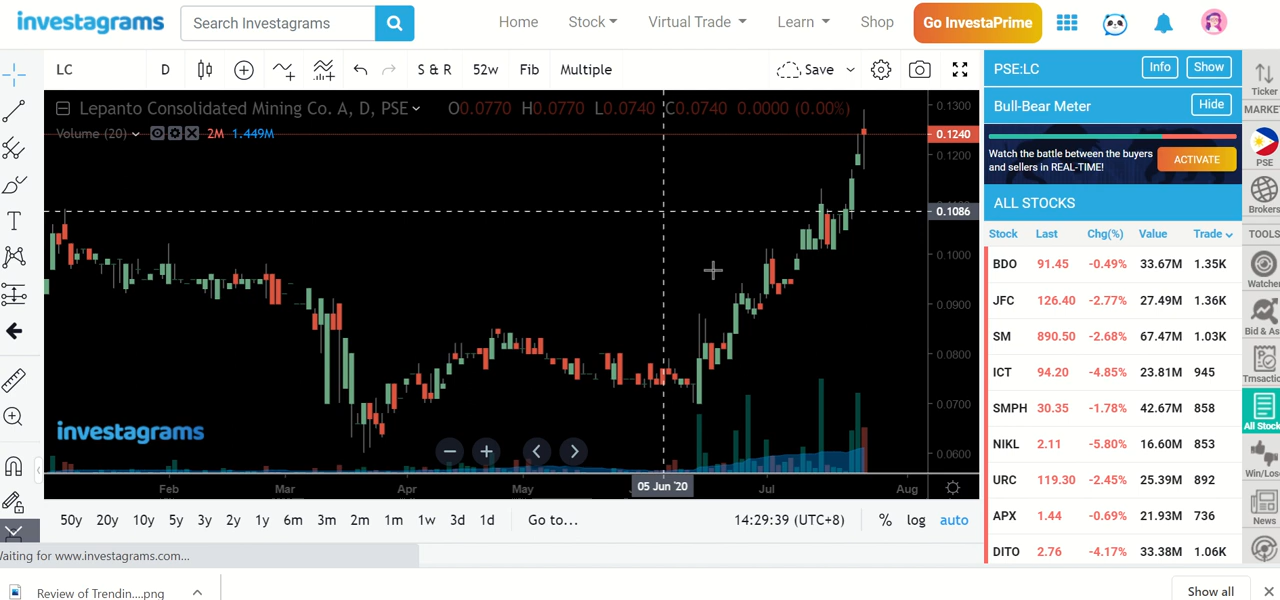 investagrams
Search Investagrams
Home
Stock
Virtual Trade
Learn
Shop
Go InvestaPrime
LC
D
S & R
52w
Fib
Multiple
Save
Lepanto Consolidated Mining Co. A, D, PSE
O0.0770 H0.0770 L0.0740 C0.0740 0.0000 (0.00%)
Volume (20)
2M 1.449M
0.1300
0.1240
0.1200
0.1086
0.1000
0.0900
0.0800
0.0700
0.0600
investagrams
Feb
Mar
Apr
May
05 Jun '20
Jul
Aug
50y 20y 10y 5y 3y 2y 1y 6m 3m 2m 1m 1w 3d 1d
Go to...
14:29:39 (UTC+8)
%
log
auto
PSE:LC
Info
Show
Bull-Bear Meter
Hide
Watch the battle between the buyers
and sellers in REAL-TIME!
ACTIVATE
ALL STOCKS
Stock Last Chg(%) Value Trade
BDO 91.45 -0.49% 33.67M 1.35K
JFC 126.40 -2.77% 27.49M 1.36K
SM 890.50 -2.68% 67.47M 1.03K
ICT 94.20 -4.85% 23.81M 945
SMPH 30.35 -1.78% 42.67M 858
NIKL 2.11 -5.80% 16.60M 853
URC 119.30 -2.45% 25.39M 892
APX 1.44 -0.69% 21.93M 736
DITO 2.76 -4.17% 33.38M 1.06K
Ticker
MARKE
PSE
Brokers
TOOLS
Watche
Bid & As
Tmsactio
All Stock
Win/Los
News
Waiting for www.investagrams.com...
Review of Trendin....png
Show all